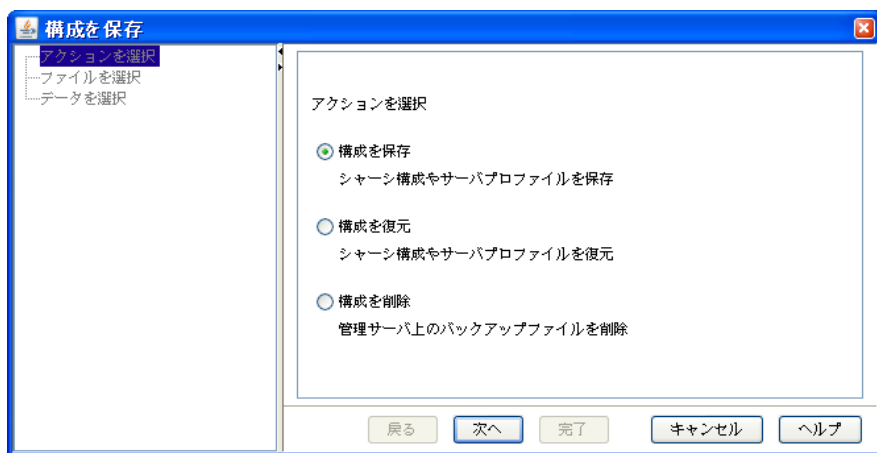 構成を保存
アクションを選択
ファイルを選択
データを選択
アクションを選択
構成を保存
シャーシ構成やサーバプロファイルを保存
構成を復元
シャーシ構成やサーバプロファイルを復元
構成を削除
管理サーバ上のバックアップファイルを削除
戻る 次へ 完了 キャンセル ヘルプ